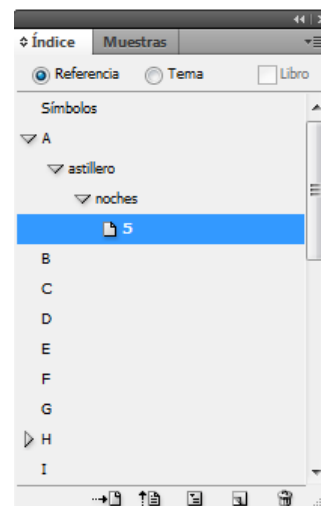 Índice Muestras
Referencia Tema Libro
Símbolos
A
astillero
noches
5
B
C
D
E
F
G
H
I